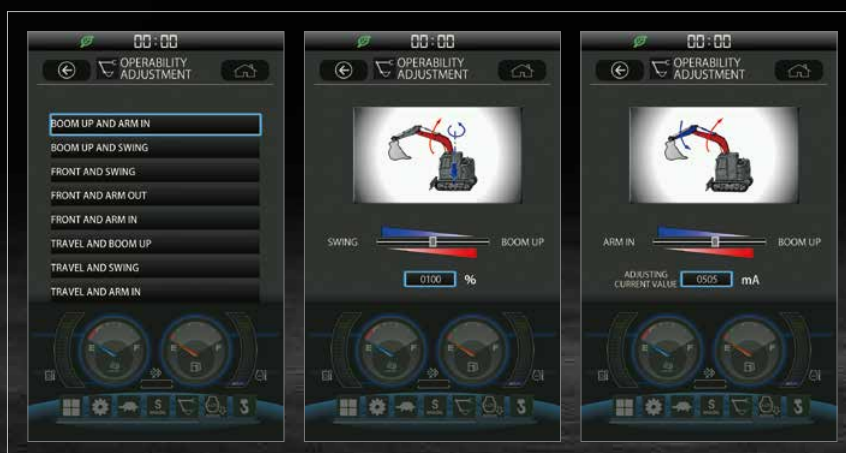 00:00
OPERABILITY
ADJUSTMENT
BOOM UP AND ARM IN
BOOM UP AND SWING
FRONT AND SWING
FRONT AND ARM OUT
FRONT AND ARM IN
TRAVEL AND BOOM UP
TRAVEL AND SWING
TRAVEL AND ARM IN
E F E F
S
00:00
OPERABILITY
ADJUSTMENT
SWING BOOM UP
0100 %
E F E F
S
00:00
OPERABILITY
ADJUSTMENT
ARM IN BOOM UP
ADJUSTING
CURRENT VALUE 0505 mA
E F E F
S